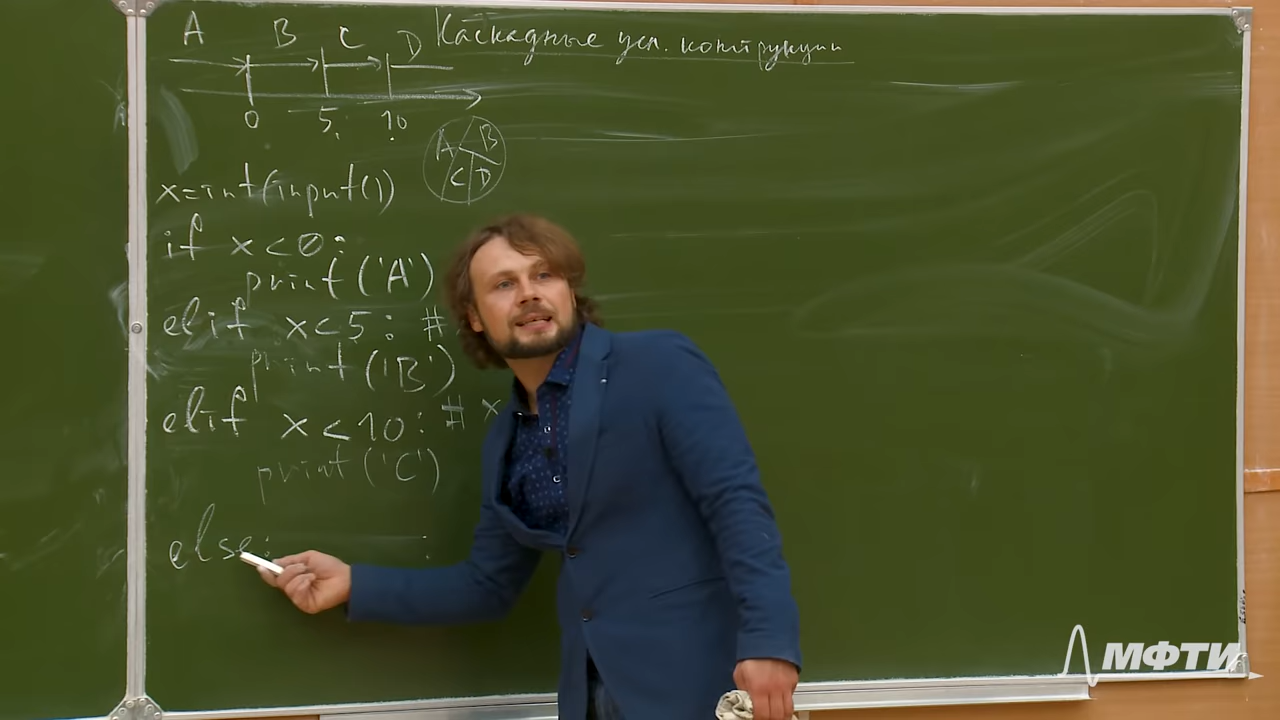 A B C D
Каскадные усл. конструкции
0 5 10
A B
C D
x=int(input())
if x<0:
print('A')
elif x<5: #
print('B')
elif x<10: # x
print('C')
else: :
МФТИ